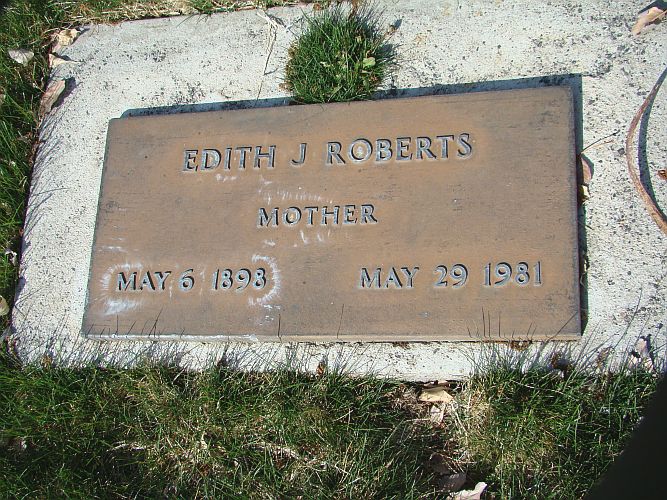 EDITH J ROBERTS
MOTHER
MAY 6 1898 MAY 29 1981